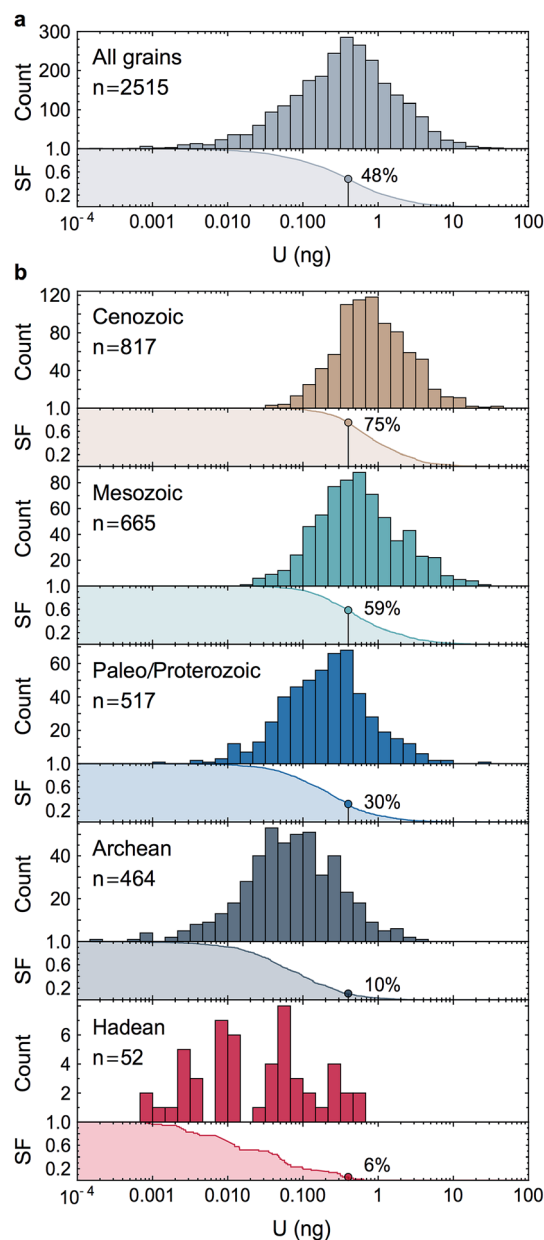 a
All grains
n=2515
Count
300
200
100
1.0
SF
0.6
0.2
48%
10-4 0.001 0.010 0.100 1 10 100
U (ng)
b
Cenozoic
n=817
Count
120
80
40
1.0
SF
0.6
0.2
75%
Mesozoic
n=665
Count
80
60
40
20
1.0
SF
0.6
0.2
59%
Paleo/Proterozoic
n=517
Count
60
40
20
1.0
SF
0.6
0.2
30%
Archean
n=464
Count
40
20
1.0
SF
0.6
0.2
10%
Hadean
n=52
Count
6
4
2
1.0
SF
0.6
0.2
6%
10-4 0.001 0.010 0.100 1 10 100
U (ng)